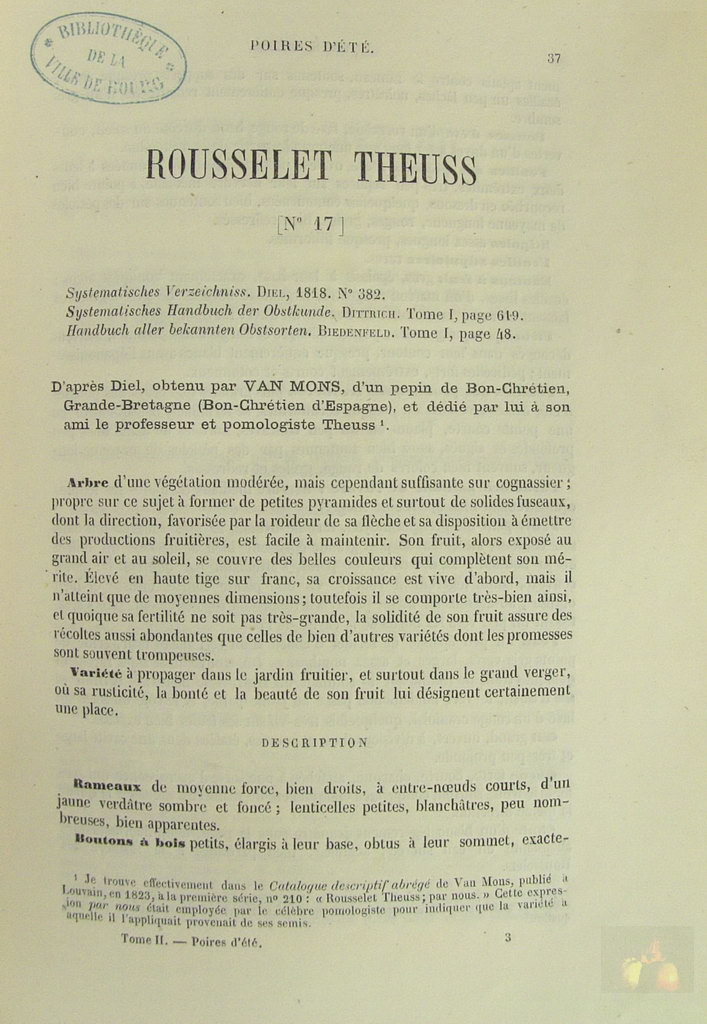 BIBLIOTHÈQUE
DE LA
VILLE DE BOURG
POIRES D'ÉTÉ.
37
ROUSSELET THEUSS
[N° 17]
Systematisches Verzeichniss. DIEL, 1818. N° 382.
Systematisches Handbuch der Obstkunde. DITTRICH. Tome I, page 619.
Handbuch aller bekannten Obstsorten. BIEDENFELD. Tome I, page 48.
D'après Diel, obtenu par VAN MONS, d'un pepin de Bon-Chrétien,
Grande-Bretagne (Bon-Chrétien d'Espagne), et dédié par lui à son
ami le professeur et pomologiste Theuss ¹.
Arbre d'une végétation modérée, mais cependant suffisante sur cognassier ;
propre sur ce sujet à former de petites pyramides et surtout de solides fuseaux,
dont la direction, favorisée par la roideur de sa flèche et sa disposition à émettre
des productions fruitières, est facile à maintenir. Son fruit, alors exposé au
grand air et au soleil, se couvre des belles couleurs qui complètent son mé-
rite. Élevé en haute tige sur franc, sa croissance est vive d'abord, mais il
n'atteint que de moyennes dimensions ; toutefois il se comporte très-bien ainsi,
et quoique sa fertilité ne soit pas très-grande, la solidité de son fruit assure des
récoltes aussi abondantes que celles de bien d'autres variétés dont les promesses
sont souvent trompeuses.
Variété à propager dans le jardin fruitier, et surtout dans le grand verger,
où sa rusticité, la bonté et la beauté de son fruit lui désignent certainement
une place.
DESCRIPTION
Rameaux de moyenne force, bien droits, à entre-nœuds courts, d'un
jaune verdâtre sombre et foncé ; lenticelles petites, blanchâtres, peu nom-
breuses, bien apparentes.
Boutons à bois petits, élargis à leur base, obtus à leur sommet, exacte-
¹ Je trouve effectivement dans le Catalogue descriptif abrégé de Van Mons, publié à
Louvain, en 1823, à la première série, n° 210 : « Rousselet Theuss ; par nous. » Cette expres-
sion par nous était employée par le célèbre pomologiste pour indiquer que la variété à
laquelle il l'appliquait provenait de ses semis.
Tome II. — Poires d'été.
3